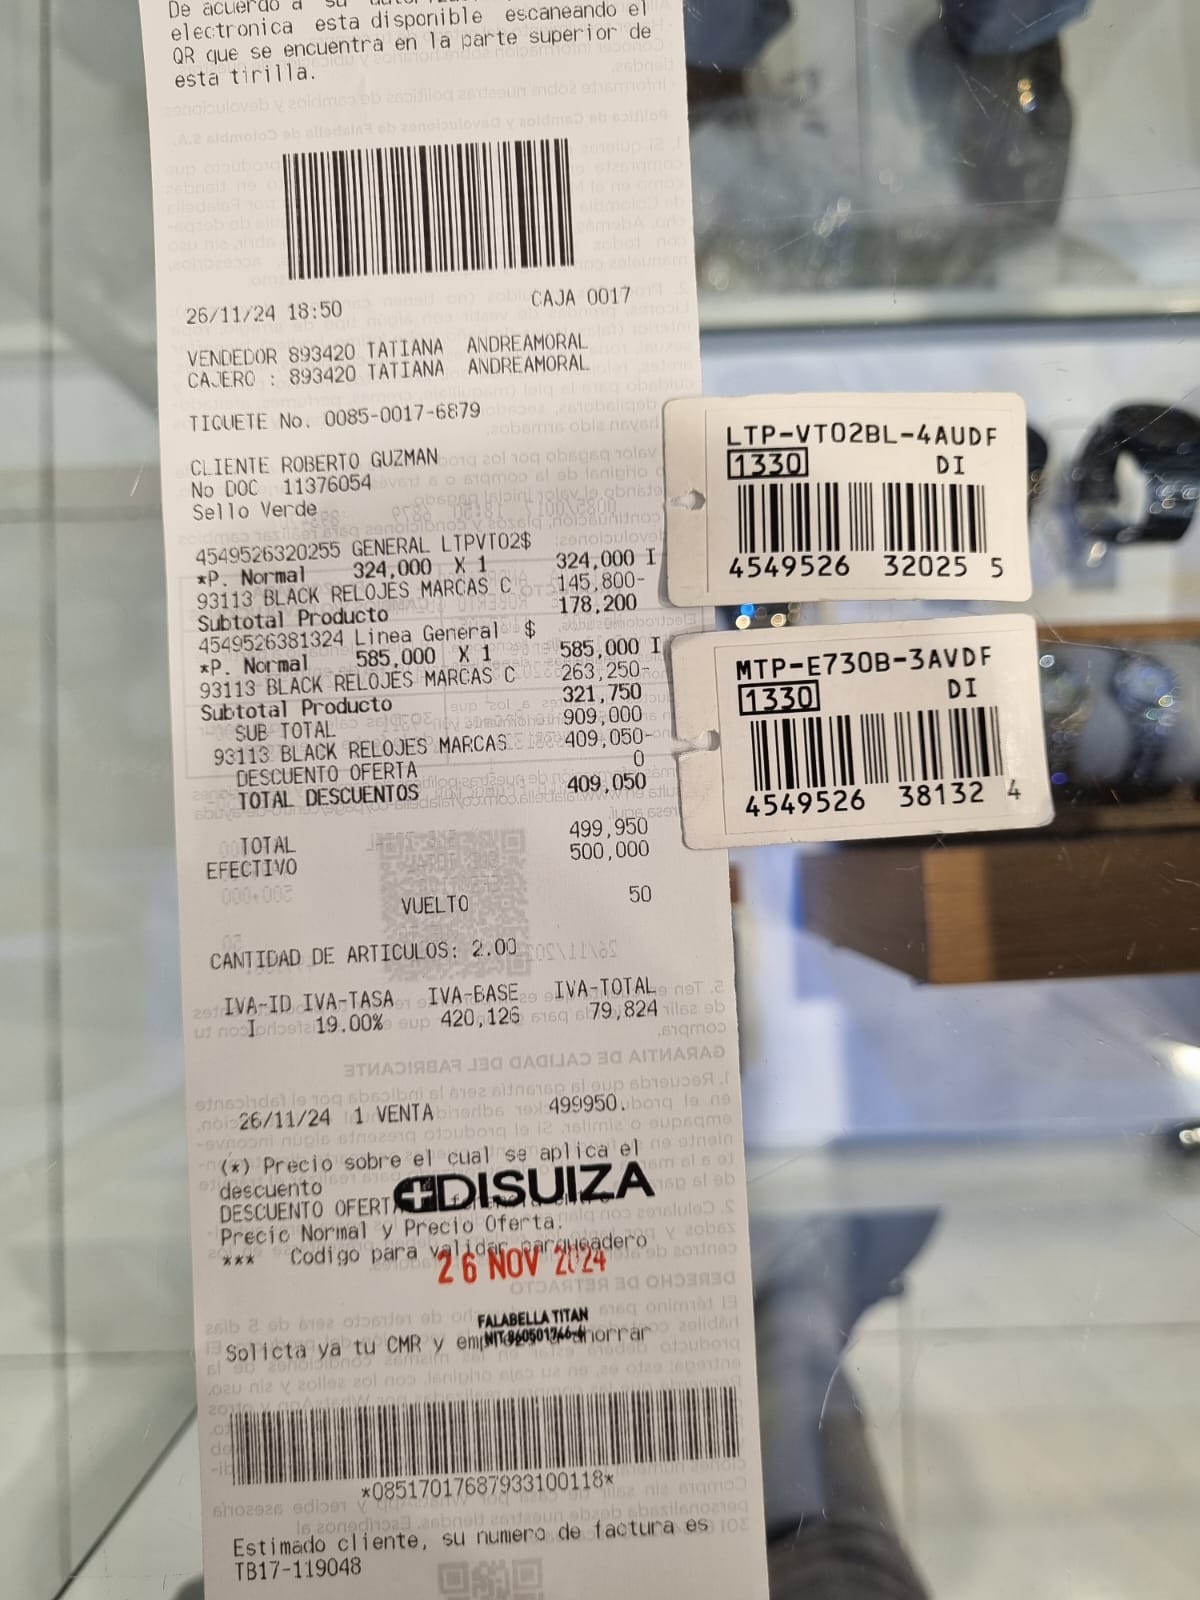 De acuerdo a su
electronica esta disponible escaneando el
QR que se encuentra en la parte superior de
esta tirilla.
26/11/24 18:50 CAJA 0017
VENDEDOR 893420 TATIANA ANDREAMORAL
CAJERO : 893420 TATIANA ANDREAMORAL
TIQUETE No. 0085-0017-6879
CLIENTE ROBERTO GUZMAN
No DOC 11376054
Sello Verde
4549526320255 GENERAL LTPVT02$
*P. Normal 324,000 X 1 324,000 I
93113 BLACK RELOJES MARCAS C 145,800-
Subtotal Producto 178,200
4549526381324 Linea General $
*P. Normal 585,000 X 1 585,000 I
93113 BLACK RELOJES MARCAS C 263,250-
Subtotal Producto 321,750
SUB TOTAL 909,000
93113 BLACK RELOJES MARCAS 409,050-
DESCUENTO OFERTA 0
TOTAL DESCUENTOS 409,050
TOTAL 499,950
EFECTIVO 500,000
VUELTO 50
CANTIDAD DE ARTICULOS: 2.00
IVA-ID IVA-TASA IVA-BASE IVA-TOTAL
I 19.00% 420,126 79,824
26/11/24 1 VENTA 499950.
(*) Precio sobre el cual se aplica el
descuento
DISUIZA
DESCUENTO OFERTA
Precio Normal y Precio Oferta.
*** Codigo para validar parqueadero
26 NOV 2024
FALABELLA TITAN
Solicta ya tu CMR y
*08517017687933100118*
Estimado cliente, su numero de factura es
TB17-119048
LTP-VT02BL-4AUDF
1330 DI
4549526 32025 5
MTP-E730B-3AVDF
1330 DI
4549526 38132 4